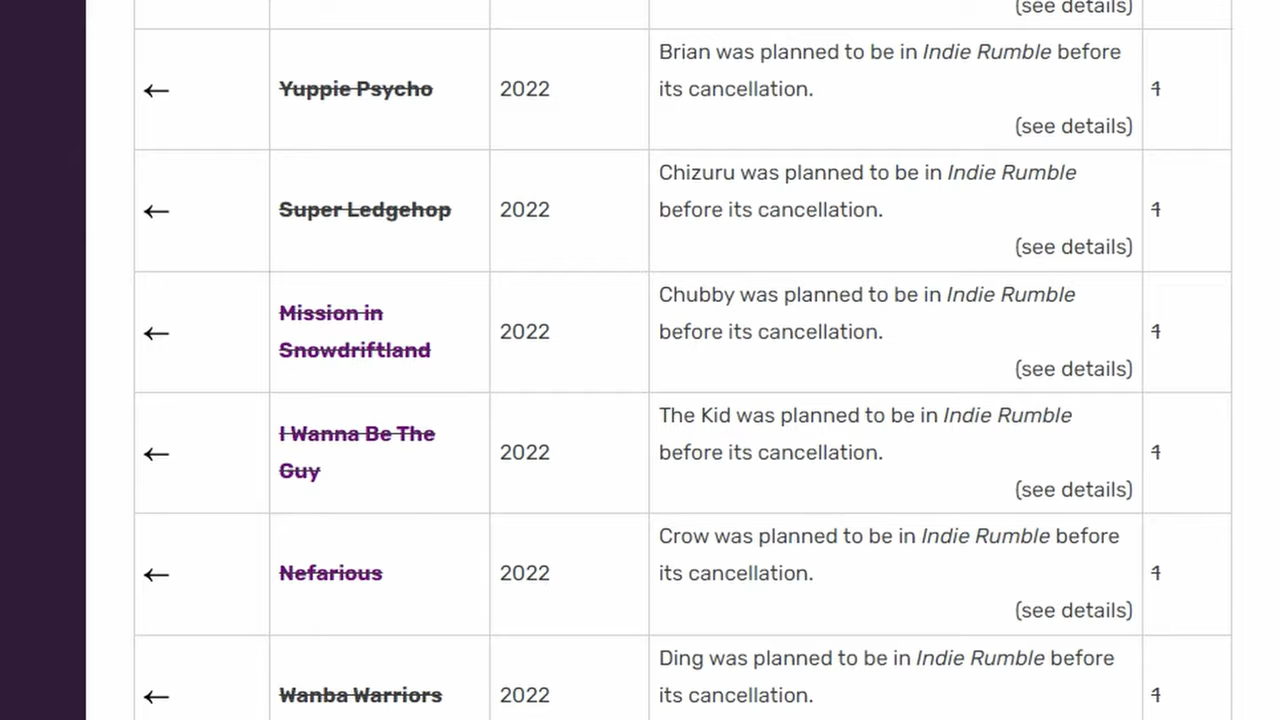 (see details)
Brian was planned to be in Indie Rumble before
← Yuppie Psycho 2022 its cancellation. 1
(see details)
Chizuru was planned to be in Indie Rumble
← Super Ledgehop 2022 before its cancellation. 1
(see details)
Chubby was planned to be in Indie Rumble
Mission in
← 2022 before its cancellation. 1
Snowdriftland
(see details)
The Kid was planned to be in Indie Rumble
I Wanna Be The
← 2022 before its cancellation. 1
Guy
(see details)
Crow was planned to be in Indie Rumble before
← Nefarious 2022 its cancellation. 1
(see details)
Ding was planned to be in Indie Rumble before
← Wanba Warriors 2022 its cancellation. 1